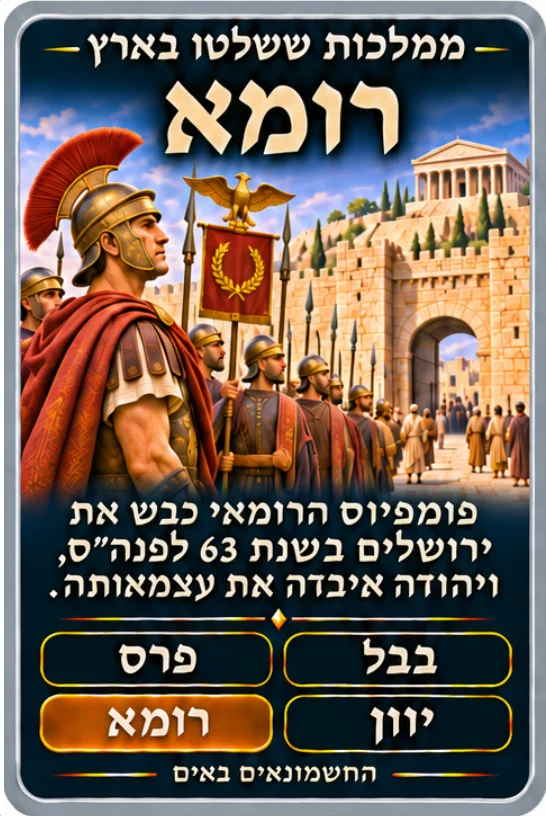 ממלכות ששלטו בארץ
רומא
פומפיוס הרומאי כבש את
ירושלים בשנת 63 לפנה"ס,
ויהודה איבדה את עצמאותה.
בבל
פרס
יוון
רומא
החשמונאים באים